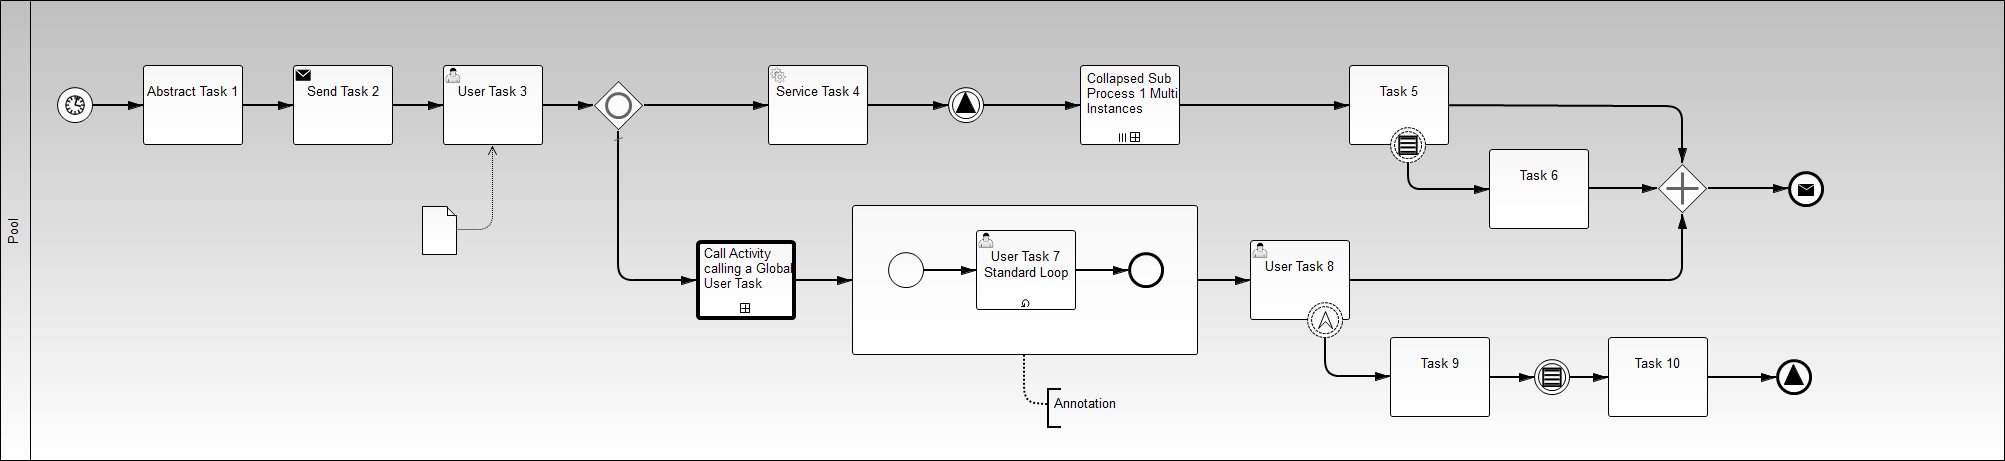 Pool
Abstract Task 1
Send Task 2
User Task 3
Service Task 4
Collapsed Sub
Process 1 Multi
Instances
Task 5
Task 6
Call Activity
calling a Global
User Task
User Task 7
Standard Loop
User Task 8
Annotation
Task 9
Task 10